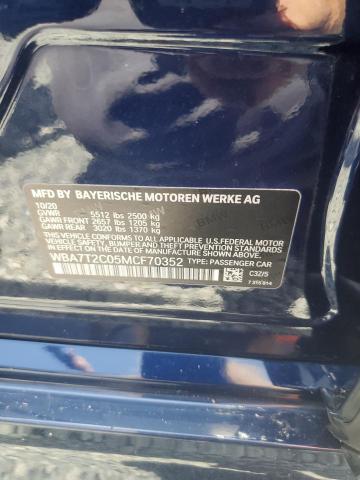 MFD BY BAYERISCHE MOTOREN WERKE AG
10/20
GVWR 5512 lbs 2500 kg
GAWR FRONT 2657 lbs 1205 kg
GAWR REAR 3020 lbs 1370 kg
THIS VEHICLE CONFORMS TO ALL APPLICABLE U.S.FEDERAL MOTOR
VEHICLE SAFETY, BUMPER, AND THEFT PREVENTION STANDARDS
IN EFFECT ON THE DATE OF MANUFACTURE SHOWN ABOVE.
WBA7T2C05MCF70352 TYPE: PASSENGER CAR
C3Z/5